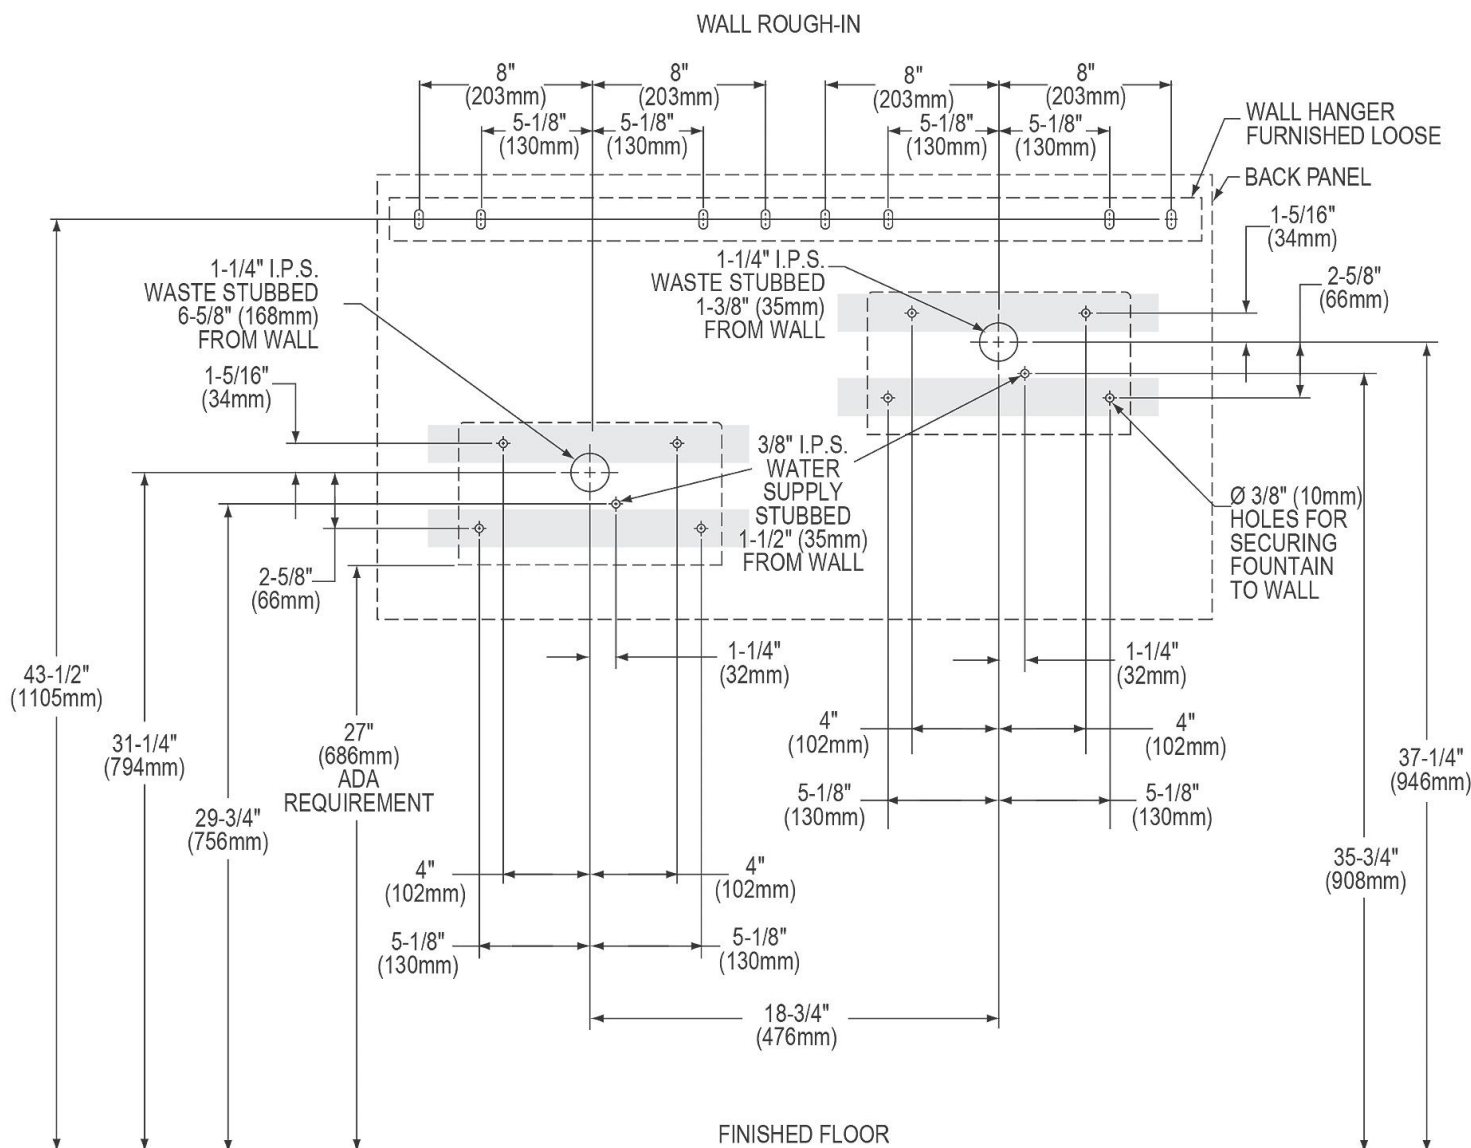 WALL ROUGH-IN
8"
(203mm)
8"
(203mm)
8"
(203mm)
8"
(203mm)
5-1/8"
(130mm)
5-1/8"
(130mm)
5-1/8"
(130mm)
5-1/8"
(130mm)
WALL HANGER
FURNISHED LOOSE
BACK PANEL
1-5/16"
(34mm)
2-5/8"
(66mm)
1-1/4" I.P.S.
WASTE STUBBED
6-5/8" (168mm)
FROM WALL
1-1/4" I.P.S.
WASTE STUBBED
1-3/8" (35mm)
FROM WALL
1-5/16"
(34mm)
3/8" I.P.S.
WATER
SUPPLY
STUBBED
1-1/2" (35mm)
FROM WALL
Ø 3/8" (10mm)
HOLES FOR
SECURING
FOUNTAIN
TO WALL
2-5/8"
(66mm)
1-1/4"
(32mm)
1-1/4"
(32mm)
43-1/2"
(1105mm)
31-1/4"
(794mm)
29-3/4"
(756mm)
27"
(686mm)
ADA
REQUIREMENT
4"
(102mm)
4"
(102mm)
5-1/8"
(130mm)
5-1/8"
(130mm)
37-1/4"
(946mm)
35-3/4"
(908mm)
4"
(102mm)
4"
(102mm)
5-1/8"
(130mm)
5-1/8"
(130mm)
18-3/4"
(476mm)
FINISHED FLOOR